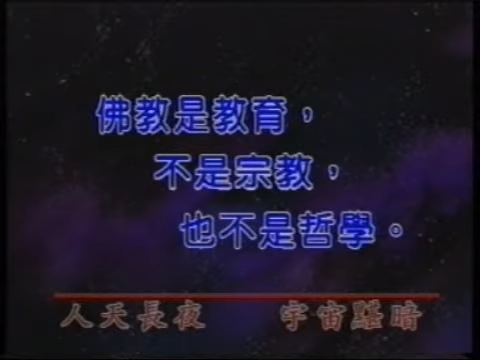 佛教是教育，
不是宗教，
也不是哲學。
人天長夜 宇宙黮暗